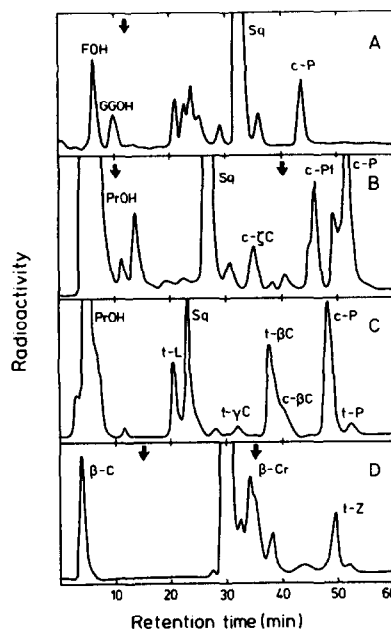 A
FOH
GGOH
Sq
c-P
B
PrOH
Sq
c-ζC
c-Pf
c-P
C
PrOH
t-L
Sq
t-γC
t-βC
c-βC
c-P
t-P
D
β-C
β-Cr
t-Z
Radioactivity
10 20 30 40 50 60
Retention time (min)